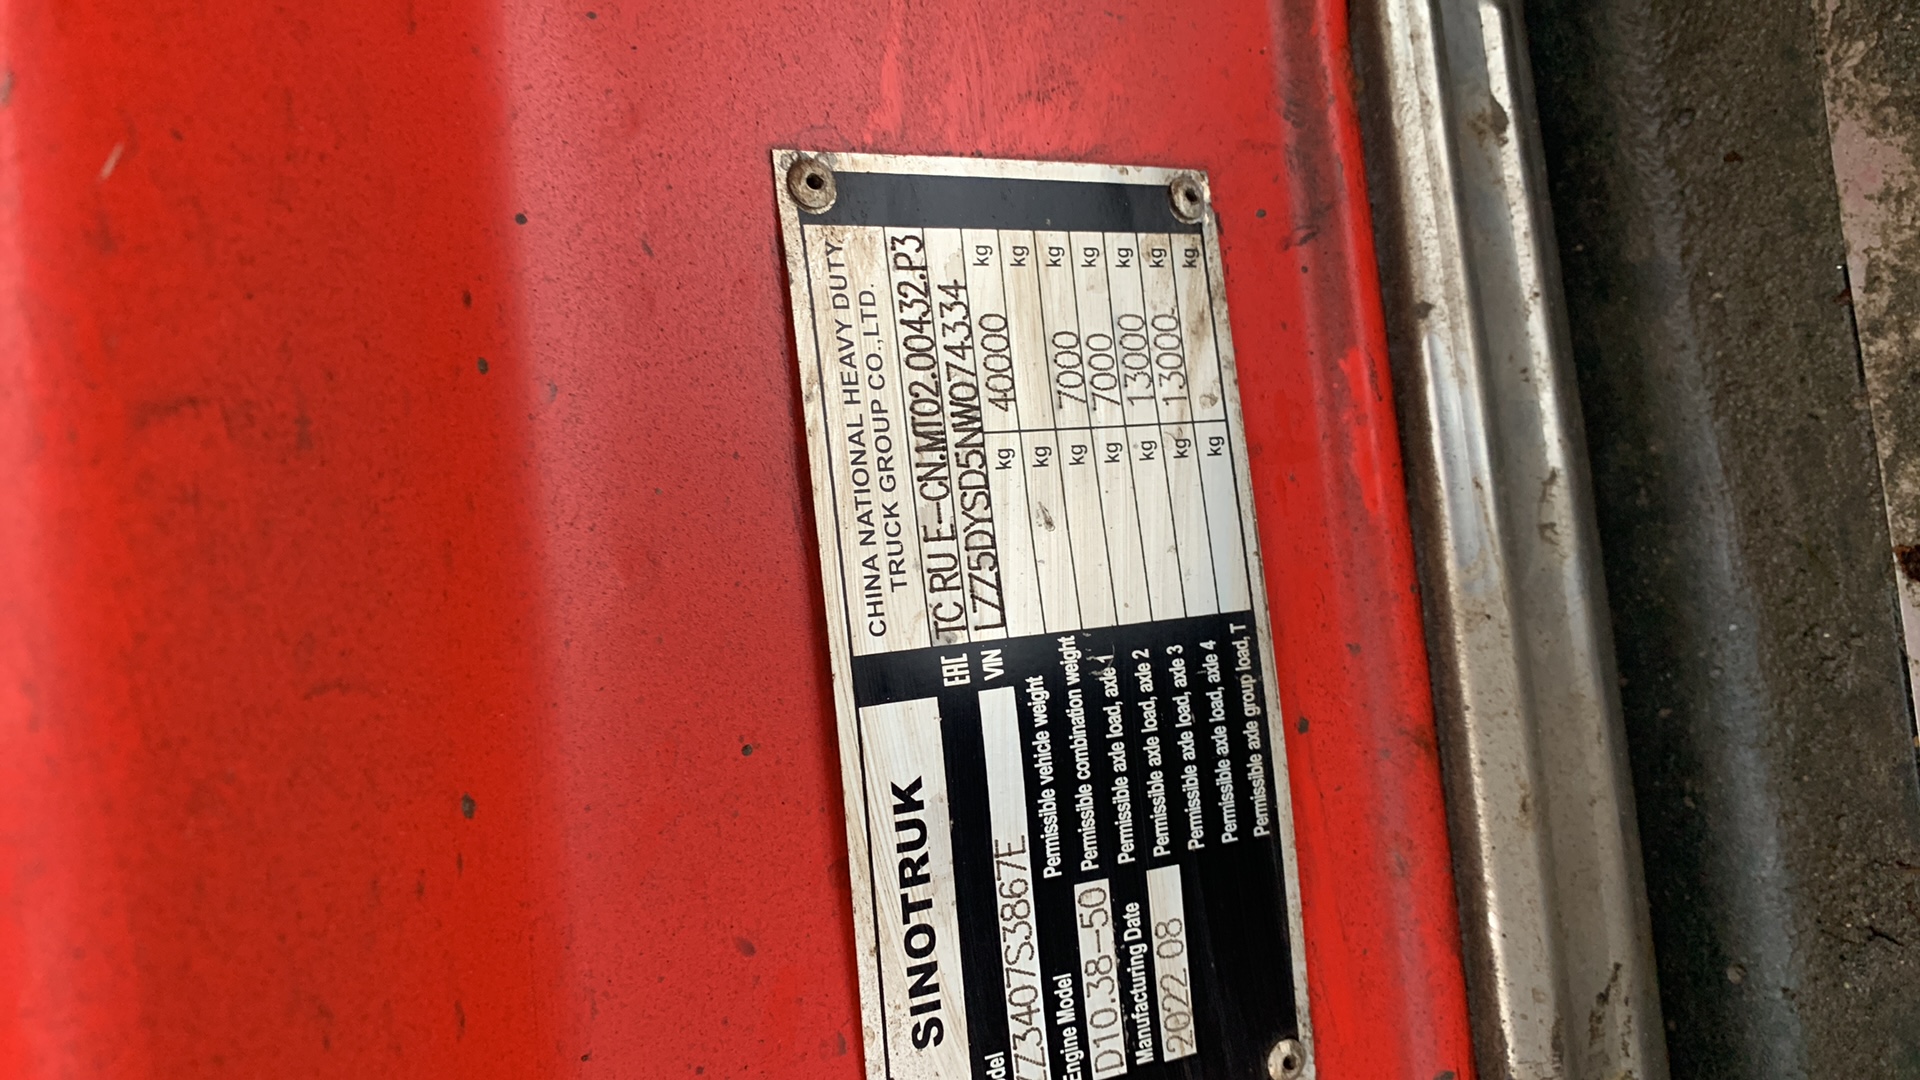 SINOTRUK
CHINA NATIONAL HEAVY DUTY
TRUCK GROUP CO.,LTD.
EAC TC RU E-CN.MT02.00432.P3
VIN LZZ5DYSD5NW074334
ZZ3407S3867E
Permissible vehicle weight kg 40000 kg
Permissible combination weight kg kg
Engine Model
Permissible axle load, axle 1 kg 7000 kg
D10.38-50
Permissible axle load, axle 2 kg 7000 kg
Manufacturing Date
Permissible axle load, axle 3 kg 13000 kg
2022 08
Permissible axle load, axle 4 kg 13000 kg
Permissible axle group load, T kg kg